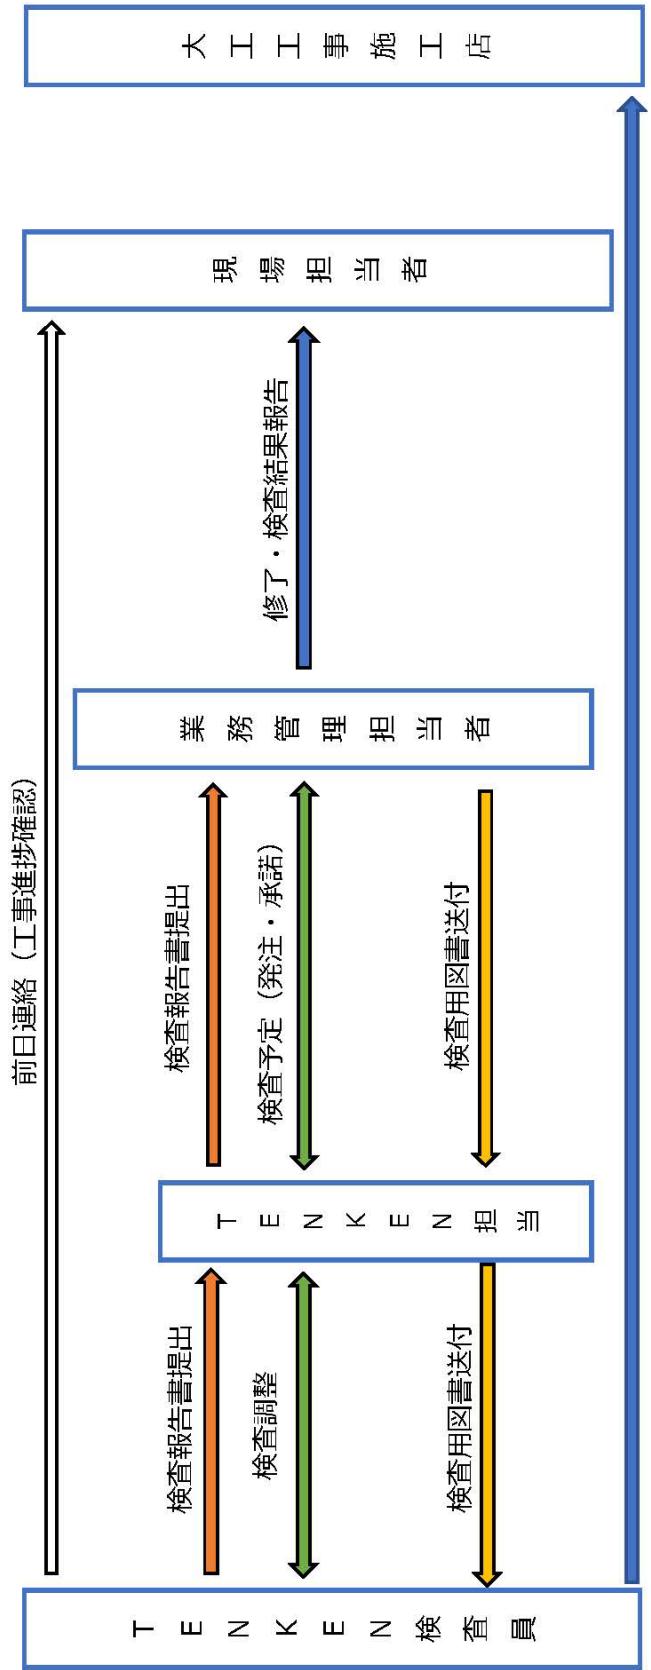 前日連絡（工事進捗確認）
TENKEN検査員
検査報告書提出
検査調整
検査用図書送付
TENKEN担当
検査報告書提出
検査予定（発注・承諾）
検査用図書送付
業務管理担当者
修了・検査結果報告
現場担当者
大工工事施工店